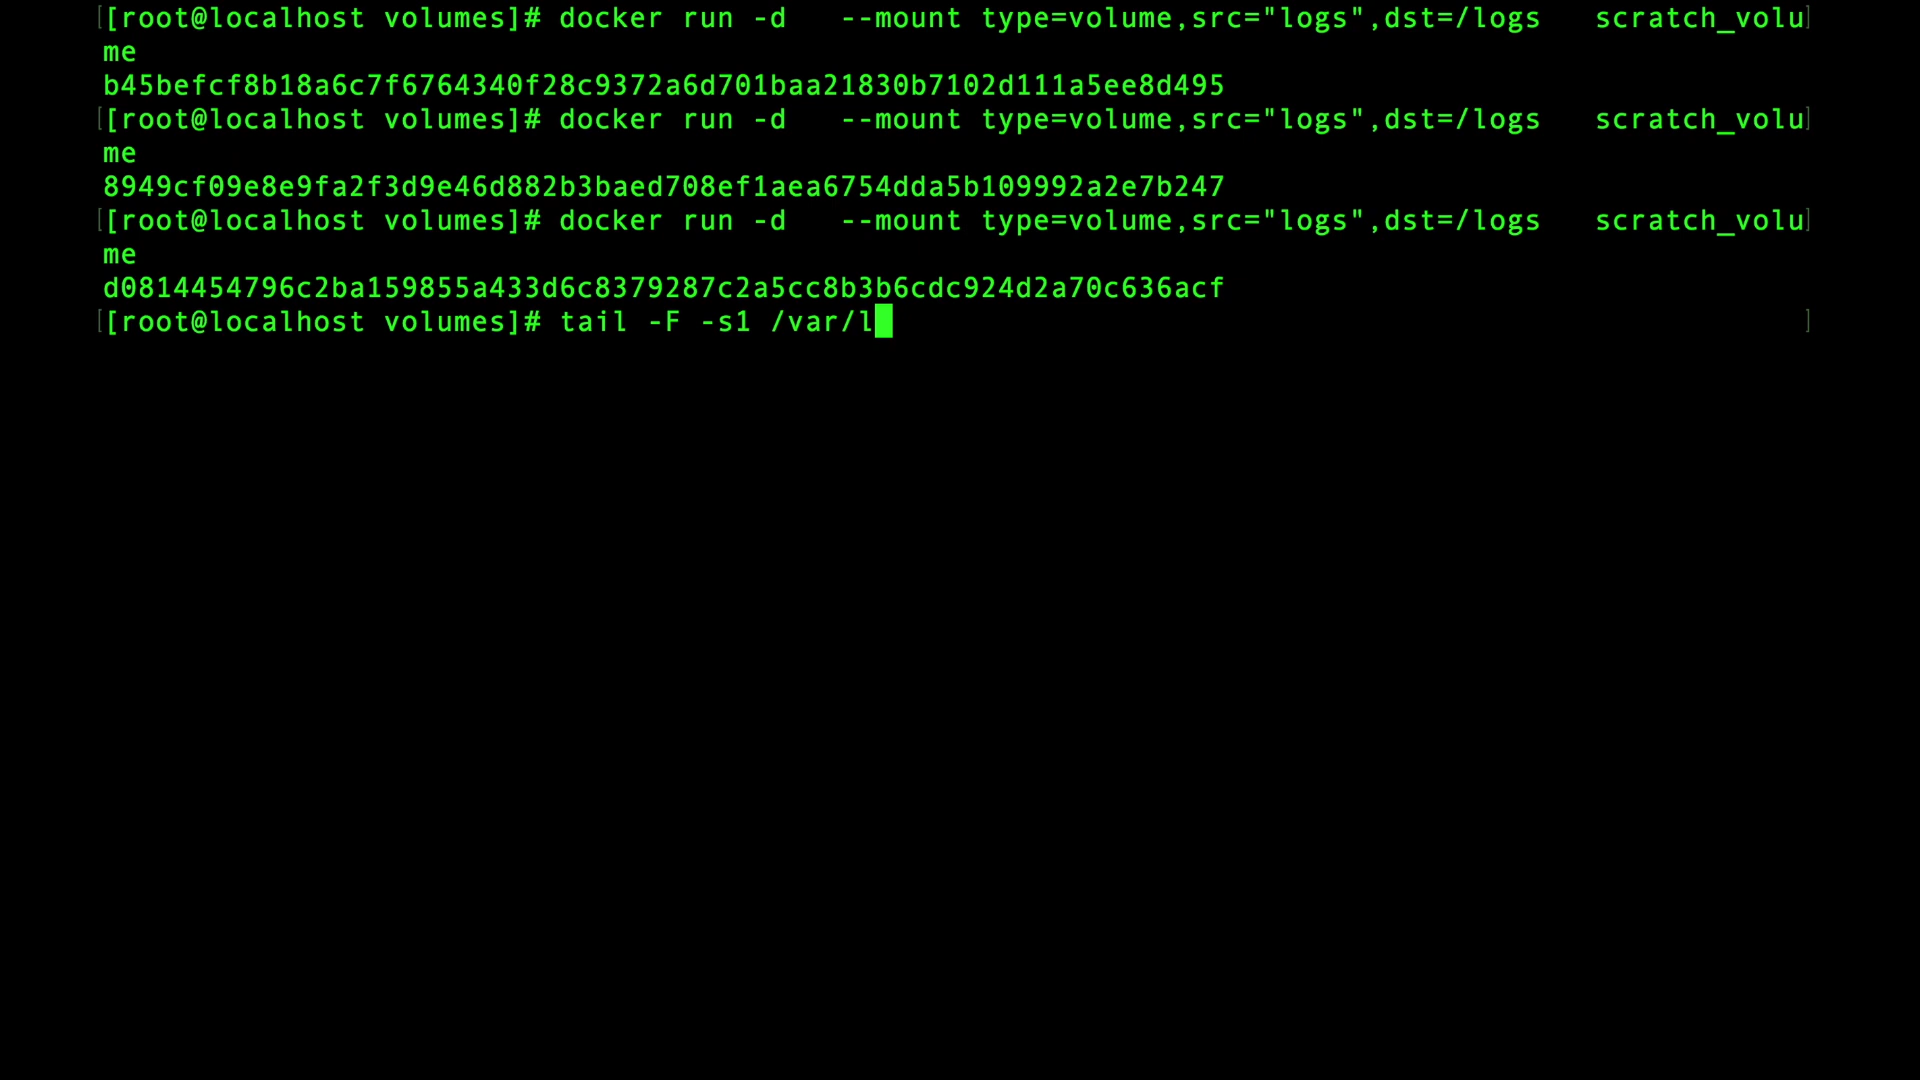 [[root@localhost volumes]# docker run -d   --mount type=volume,src="logs",dst=/logs   scratch_volu]
me
b45befcf8b18a6c7f6764340f28c9372a6d701baa21830b7102d111a5ee8d495
[[root@localhost volumes]# docker run -d   --mount type=volume,src="logs",dst=/logs   scratch_volu]
me
8949cf09e8e9fa2f3d9e46d882b3baed708ef1aea6754dda5b109992a2e7b247
[[root@localhost volumes]# docker run -d   --mount type=volume,src="logs",dst=/logs   scratch_volu]
me
d0814454796c2ba159855a433d6c8379287c2a5cc8b3b6cdc924d2a70c636acf
[[root@localhost volumes]# tail -F -s1 /var/l ]